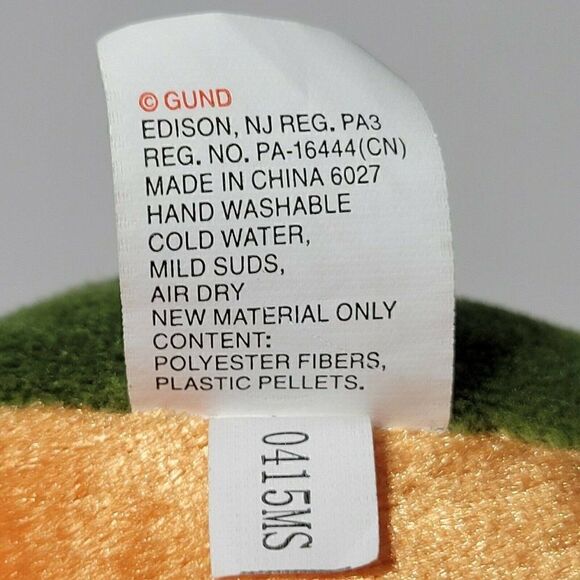 © GUND
EDISON, NJ REG. PA3
REG. NO. PA-16444(CN)
MADE IN CHINA 6027
HAND WASHABLE
COLD WATER,
MILD SUDS,
AIR DRY
NEW MATERIAL ONLY
CONTENT:
POLYESTER FIBERS,
PLASTIC PELLETS.
0415MS